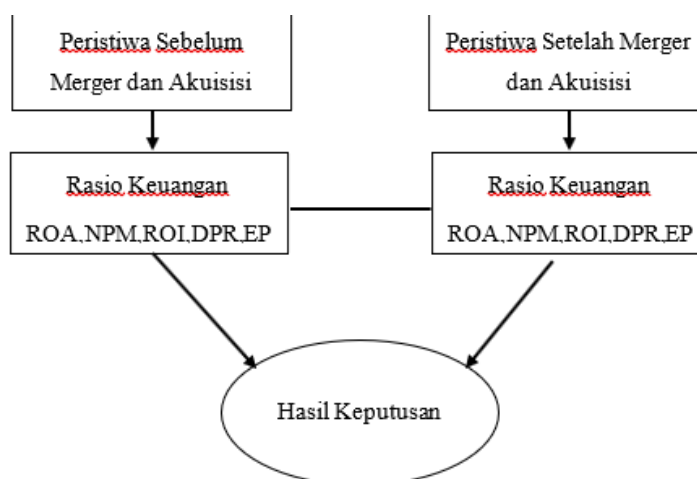 Peristiwa Sebelum
Merger dan Akuisisi
Peristiwa Setelah Merger
dan Akuisisi
Rasio Keuangan
ROA,NPM,ROI,DPR,EP
Rasio Keuangan
ROA,NPM,ROI,DPR,EP
Hasil Keputusan